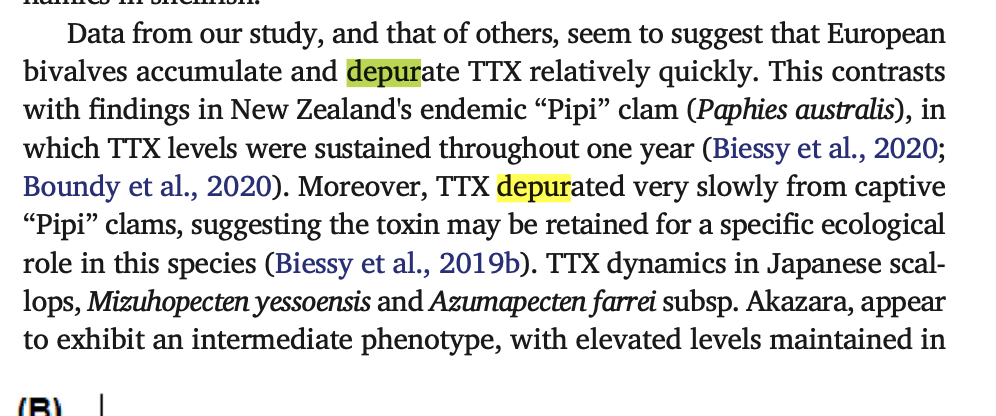 Data from our study, and that of others, seem to suggest that European
bivalves accumulate and depurate TTX relatively quickly. This contrasts
with findings in New Zealand's endemic “Pipi” clam (Paphies australis), in
which TTX levels were sustained throughout one year (Biessy et al., 2020;
Boundy et al., 2020). Moreover, TTX depurated very slowly from captive
“Pipi” clams, suggesting the toxin may be retained for a specific ecological
role in this species (Biessy et al., 2019b). TTX dynamics in Japanese scal-
lops, Mizuhopecten yessoensis and Azumapecten farrei subsp. Akazara, appear
to exhibit an intermediate phenotype, with elevated levels maintained in
(B)